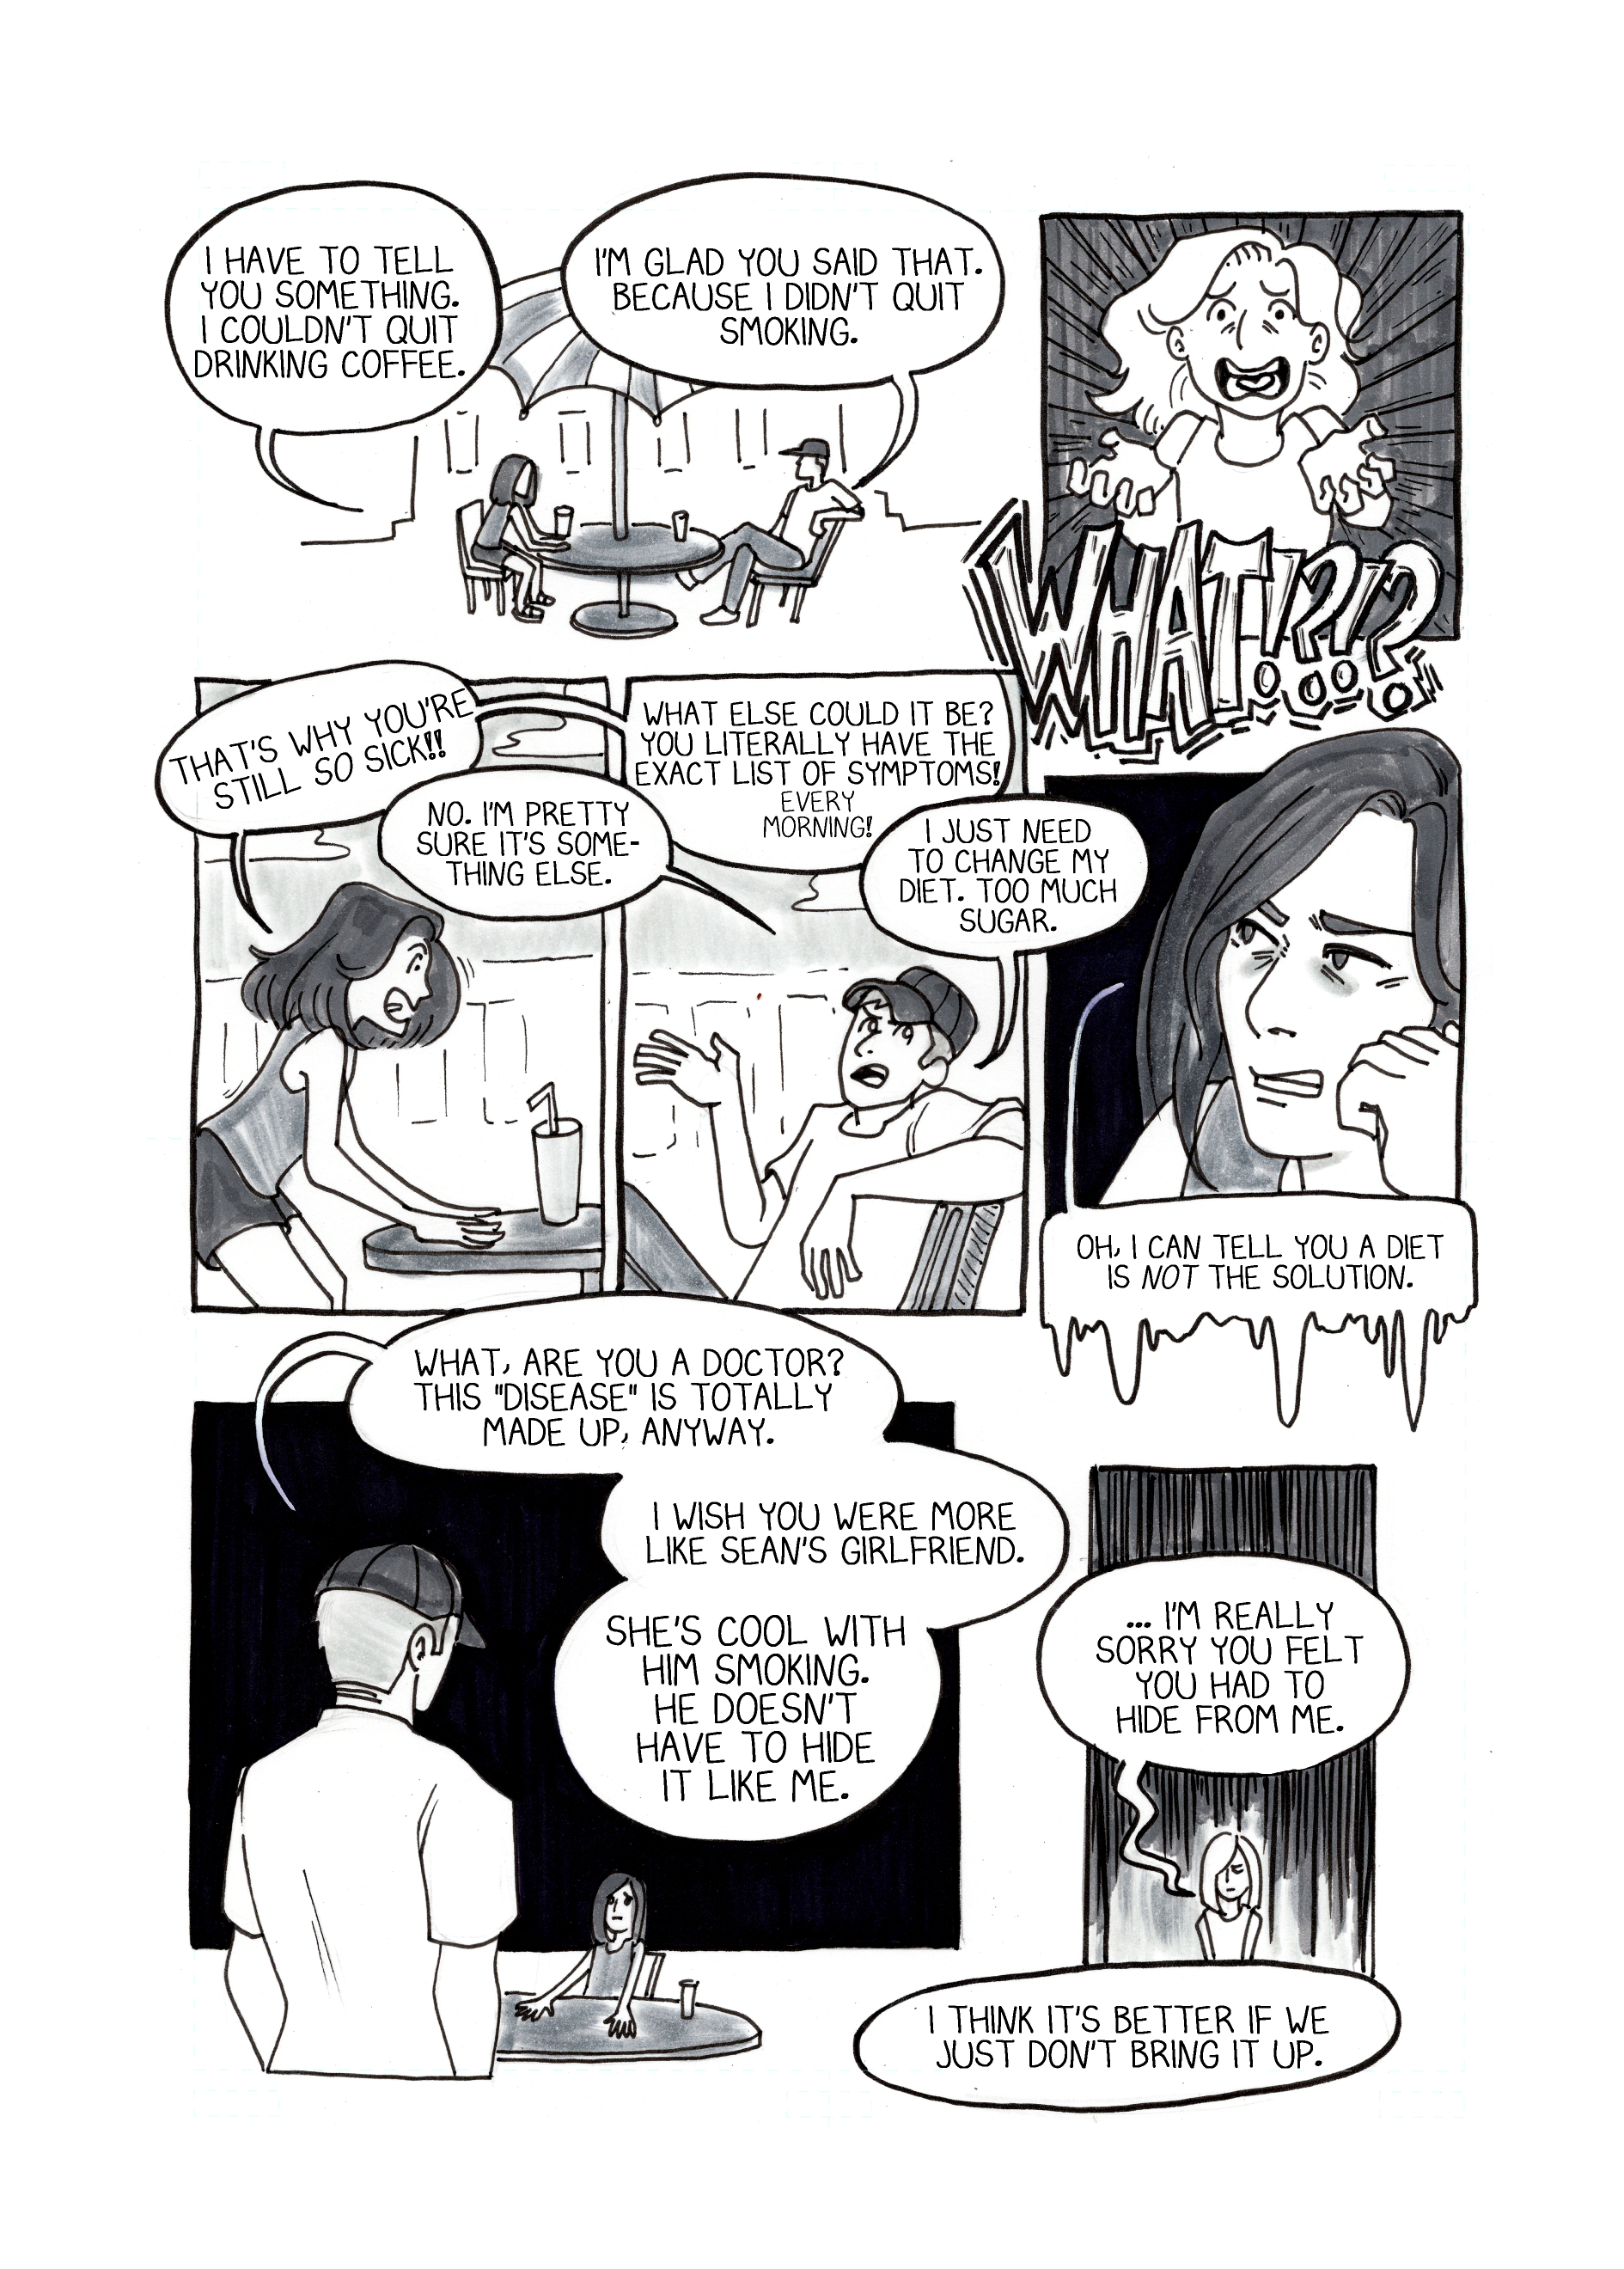 I HAVE TO TELL
YOU SOMETHING.
I COULDN'T QUIT
DRINKING COFFEE.
I'M GLAD YOU SAID THAT.
BECAUSE I DIDN'T QUIT
SMOKING.
WHAT!?!?
THAT'S WHY YOU'RE
STILL SO SICK!!
NO. I'M PRETTY
SURE IT'S SOME-
THING ELSE.
WHAT ELSE COULD IT BE?
YOU LITERALLY HAVE THE
EXACT LIST OF SYMPTOMS!
EVERY
MORNING!
I JUST NEED
TO CHANGE MY
DIET. TOO MUCH
SUGAR.
OH, I CAN TELL YOU A DIET
IS NOT THE SOLUTION.
WHAT, ARE YOU A DOCTOR?
THIS "DISEASE" IS TOTALLY
MADE UP, ANYWAY.
I WISH YOU WERE MORE
LIKE SEAN'S GIRLFRIEND.
SHE'S COOL WITH
HIM SMOKING.
HE DOESN'T
HAVE TO HIDE
IT LIKE ME.
... I'M REALLY
SORRY YOU FELT
YOU HAD TO
HIDE FROM ME.
I THINK IT'S BETTER IF WE
JUST DON'T BRING IT UP.